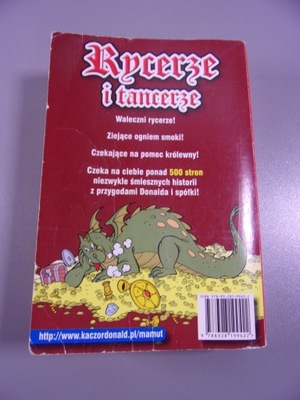 Rycerze
i tancerze
Waleczni rycerze!
Ziejące ogniem smoki!
Czekające na pomoc królewny!
Czeka na ciebie ponad 500 stron
niezwykle śmiesznych historii
z przygodami Donalda i spółki!
http://www.kaczordonald.pl/mamut